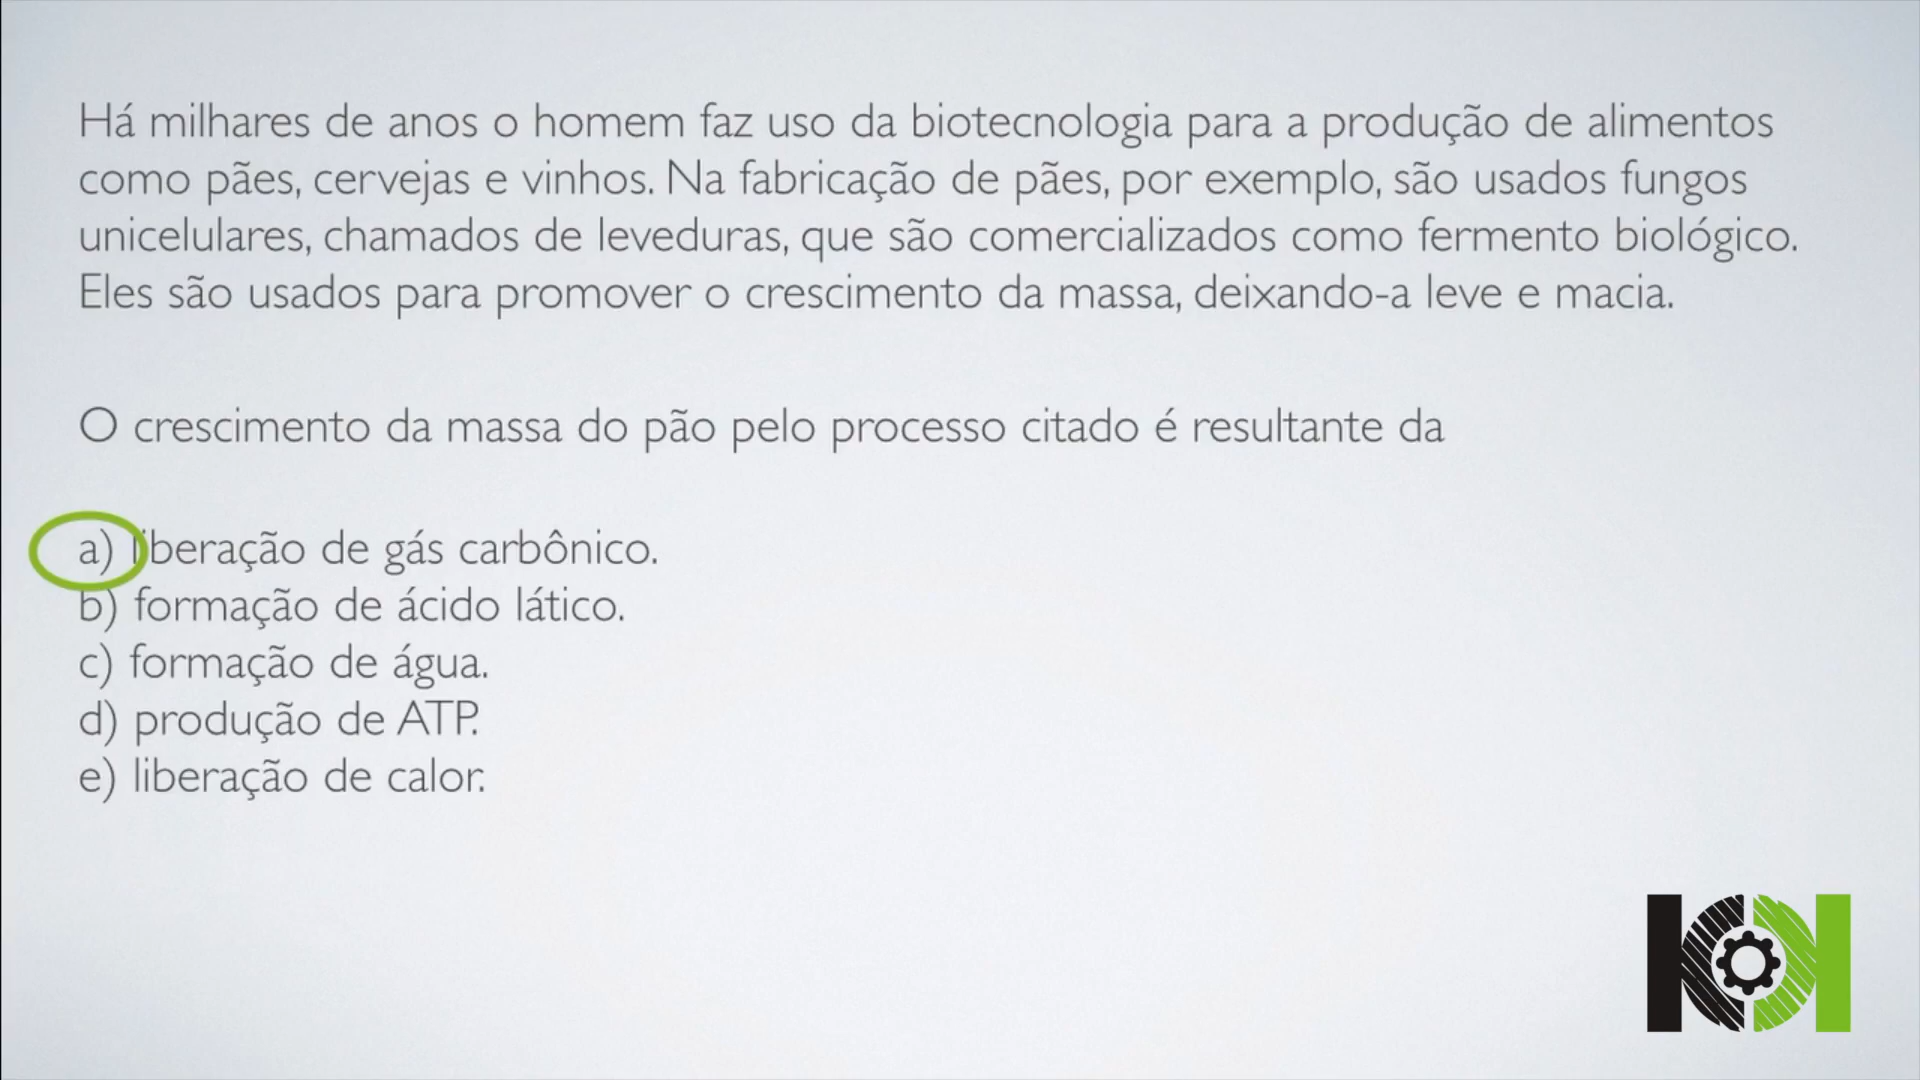 Há milhares de anos o homem faz uso da biotecnologia para a produção de alimentos
como pães, cervejas e vinhos. Na fabricação de pães, por exemplo, são usados fungos
unicelulares, chamados de leveduras, que são comercializados como fermento biológico.
Eles são usados para promover o crescimento da massa, deixando-a leve e macia.
O crescimento da massa do pão pelo processo citado é resultante da
a) liberação de gás carbônico.
b) formação de ácido lático.
c) formação de água.
d) produção de ATP.
e) liberação de calor.